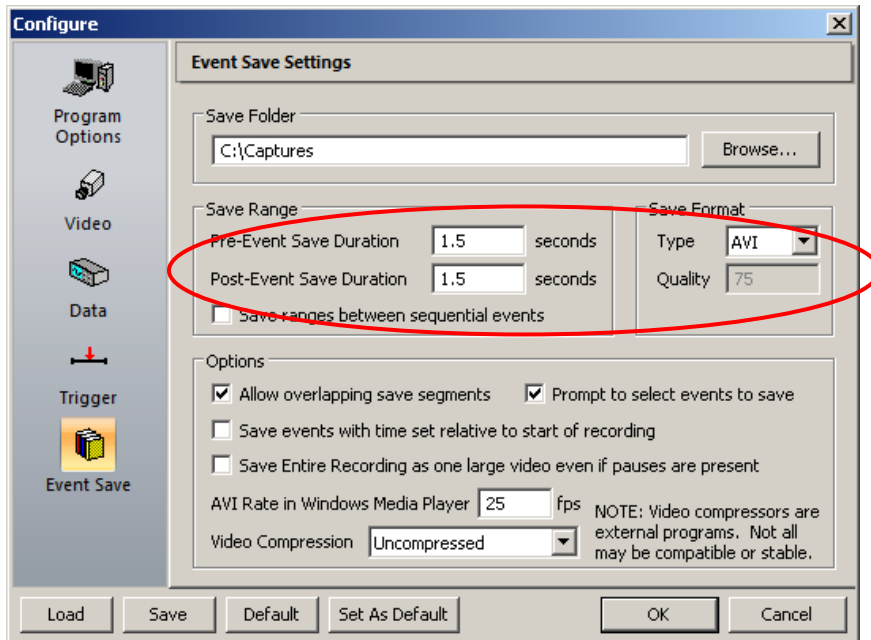 Configure
Program
Options
Video
Data
Trigger
Event Save
Event Save Settings
Save Folder
C:\Captures
Browse...
Save Range
Pre-Event Save Duration 1.5 seconds
Post-Event Save Duration 1.5 seconds
Save ranges between sequential events
Save Format
Type AVI
Quality 75
Options
Allow overlapping save segments Prompt to select events to save
Save events with time set relative to start of recording
Save Entire Recording as one large video even if pauses are present
AVI Rate in Windows Media Player 25 fps
Video Compression Uncompressed
NOTE: Video compressors are
external programs. Not all
may be compatible or stable.
Load Save Default Set As Default OK Cancel